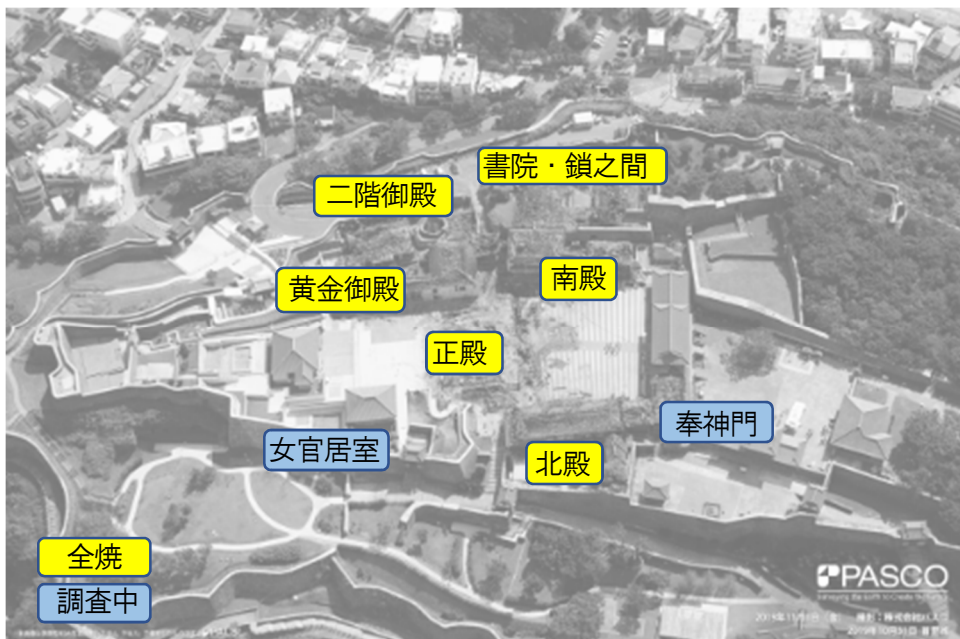 書院・鎖之間
二階御殿
黄金御殿
南殿
正殿
奉神門
女官居室
北殿
全焼
調査中
PASCO